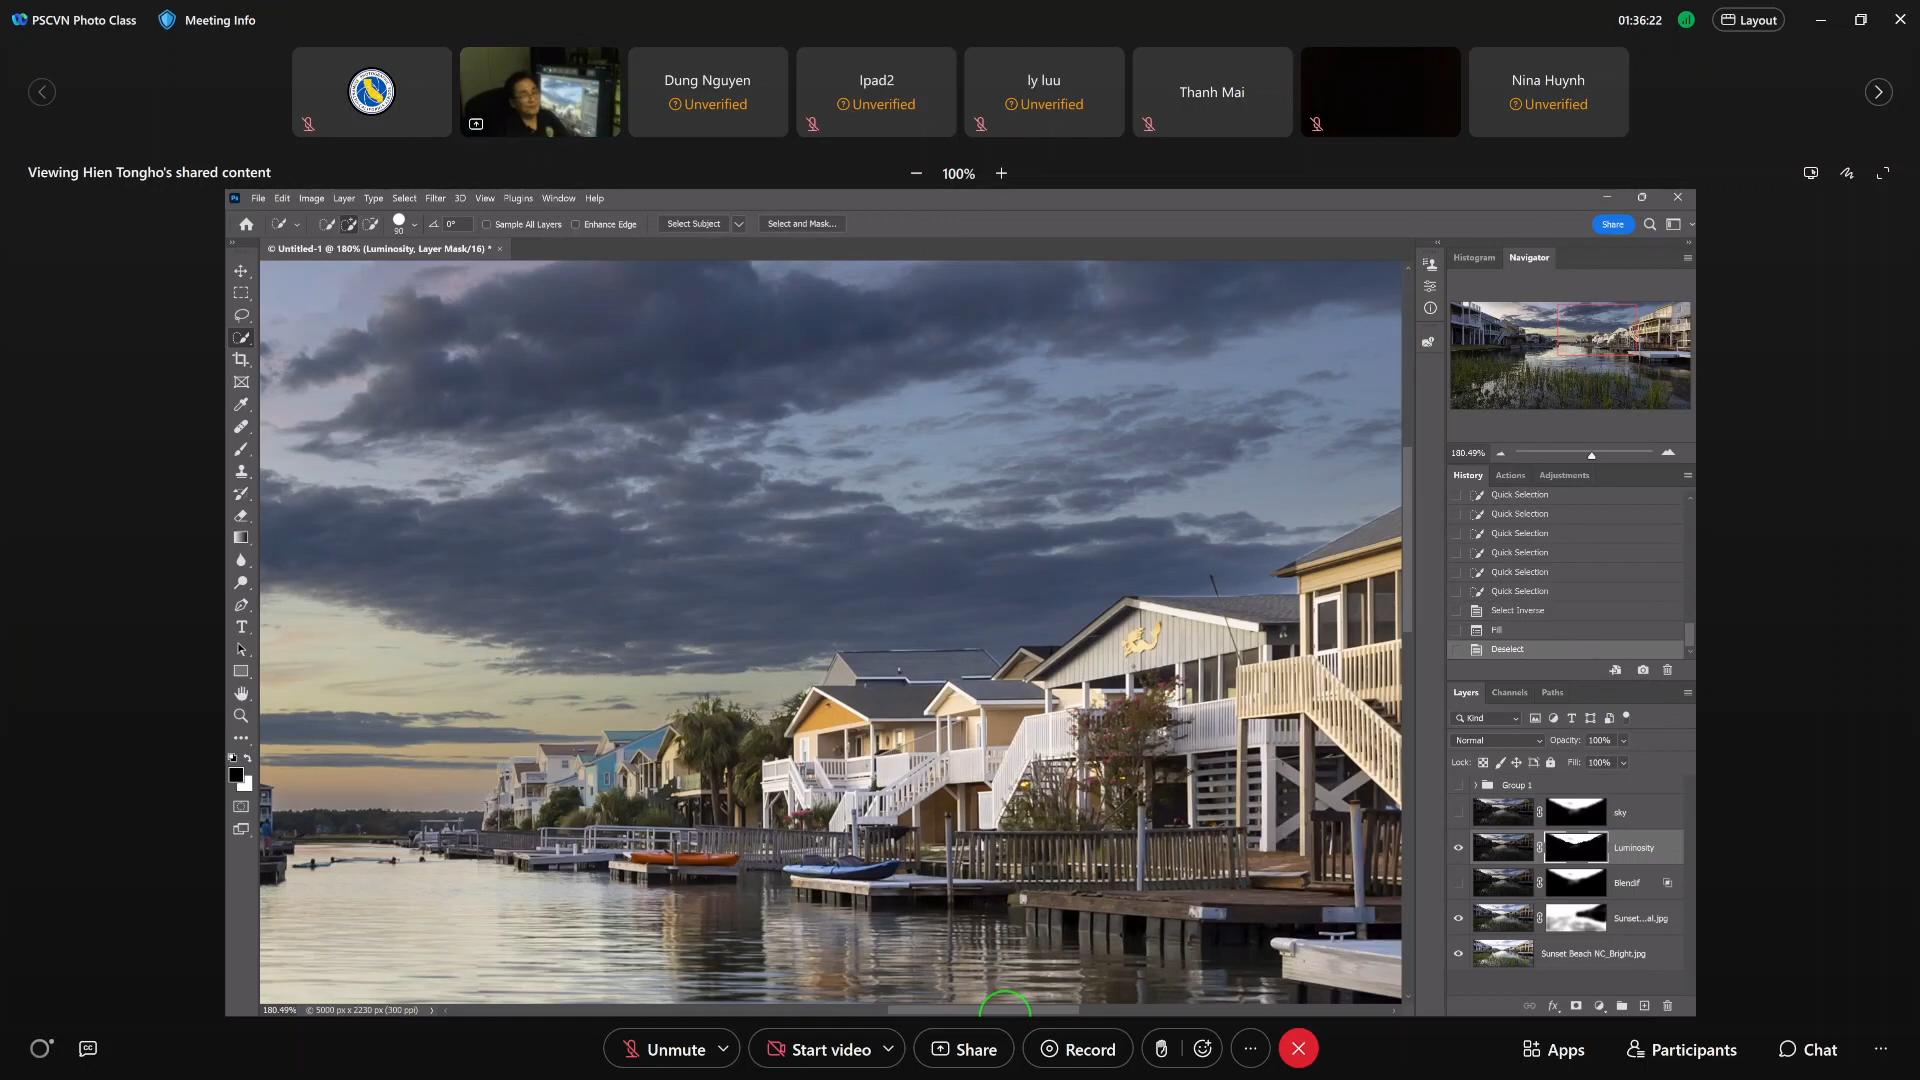 PSCVN Photo Class
Meeting Info
01:36:22
Layout
Dung Nguyen
Unverified
Ipad2
Unverified
ly luu
Unverified
Thanh Mai
Nina Huynh
Unverified
Viewing Hien Tongho's shared content
100%
Ps
File Edit Image Layer Type Select Filter 3D View Plugins Window Help
90
0°
Sample All Layers
Enhance Edge
Select Subject
Select and Mask...
Share
© Untitled-1 @ 180% (Luminosity, Layer Mask/16) *
Histogram
Navigator
180.49%
History
Actions
Adjustments
Quick Selection
Quick Selection
Quick Selection
Quick Selection
Quick Selection
Quick Selection
Select Inverse
Fill
Deselect
Layers
Channels
Paths
Kind
Normal
Opacity: 100%
Lock:
Fill: 100%
Group 1
sky
Luminosity
Blendif
Sunset...al.jpg
Sunset Beach NC_Bright.jpg
180.49%
© 5000 px x 2230 px (300 ppi)
Unmute
Start video
Share
Record
Apps
Participants
Chat